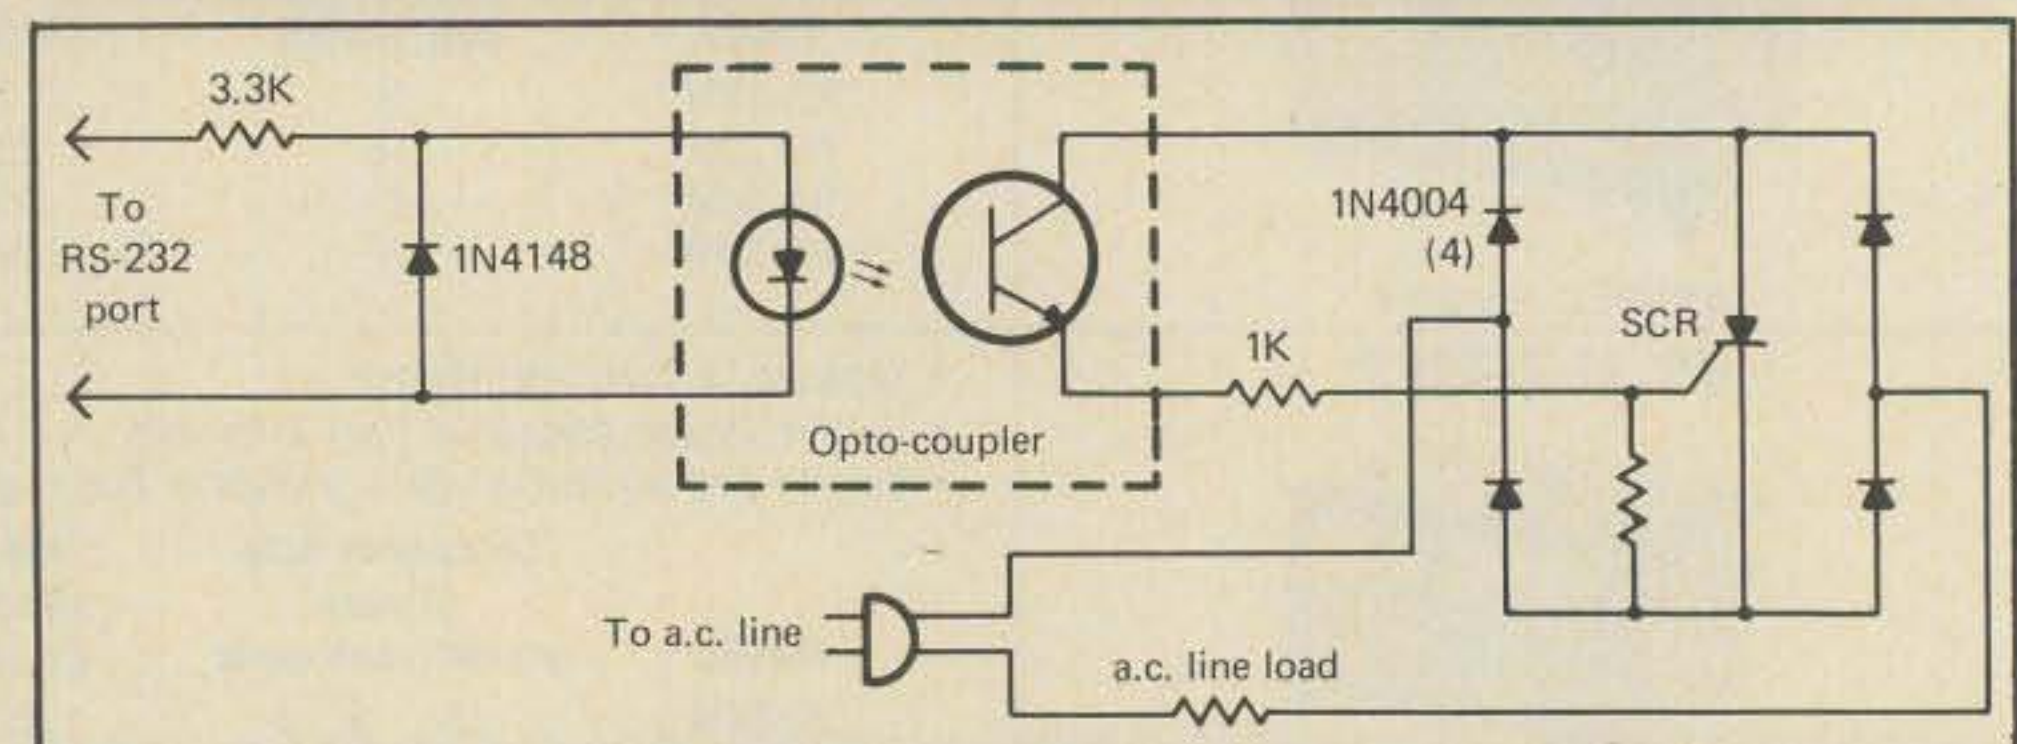 3.3K
To
RS-232
port
1N4148
Opto-coupler
1K
1N4004
(4)
SCR
To a.c. line
a.c. line load